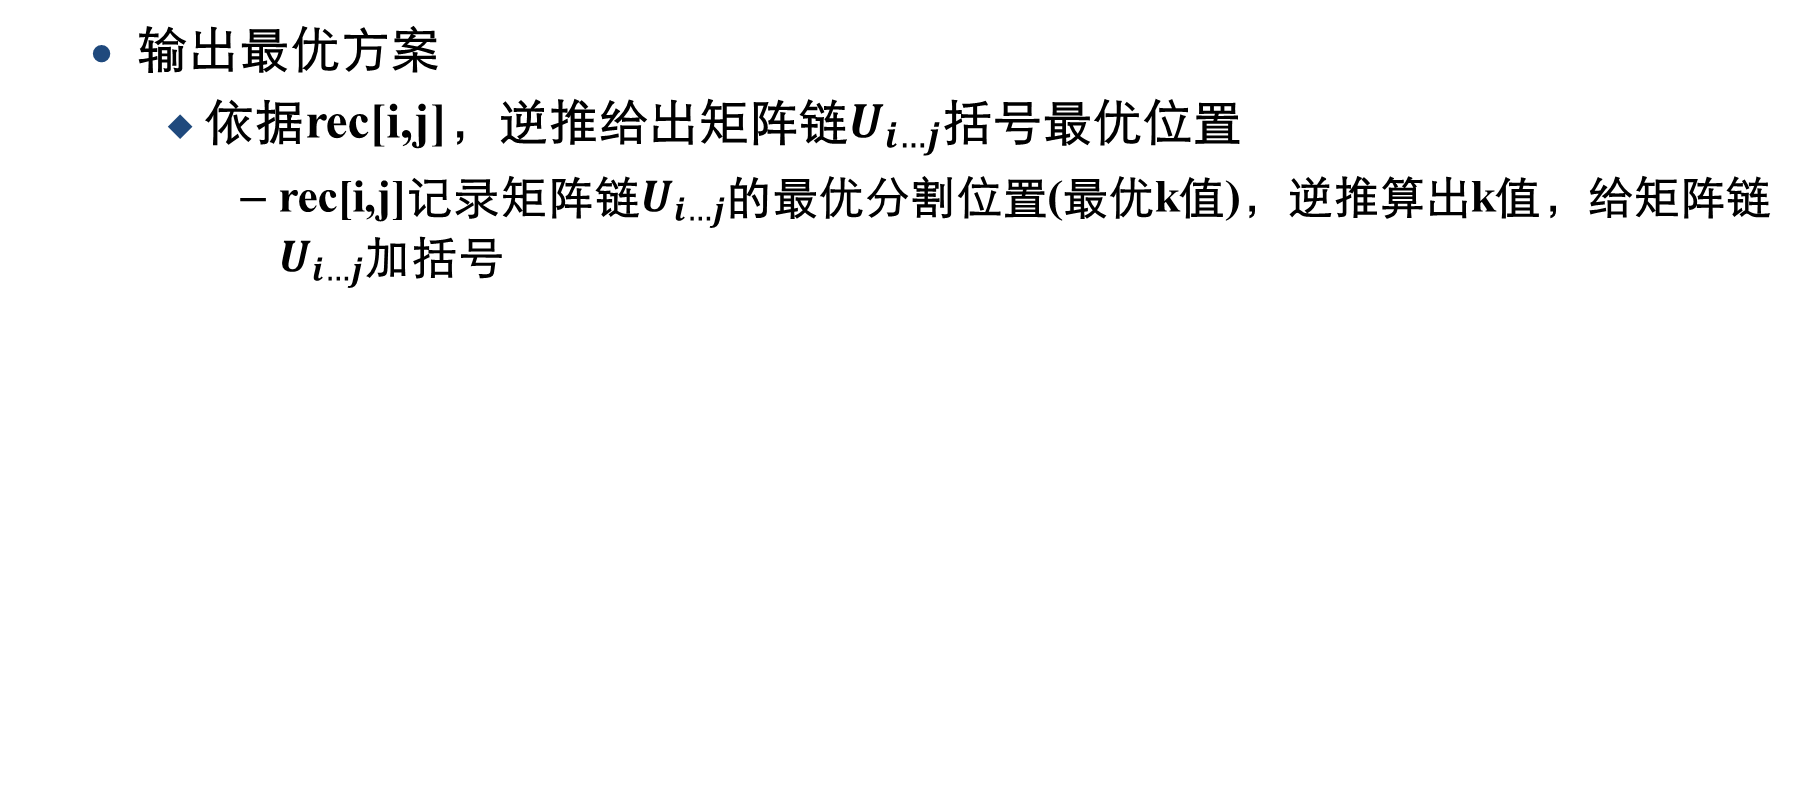 • 输出最优方案
◆ 依据rec[i,j]，逆推给出矩阵链U_{i…j}括号最优位置
– rec[i,j]记录矩阵链U_{i…j}的最优分割位置(最优k值)，逆推算出k值，给矩阵链
U_{i…j}加括号